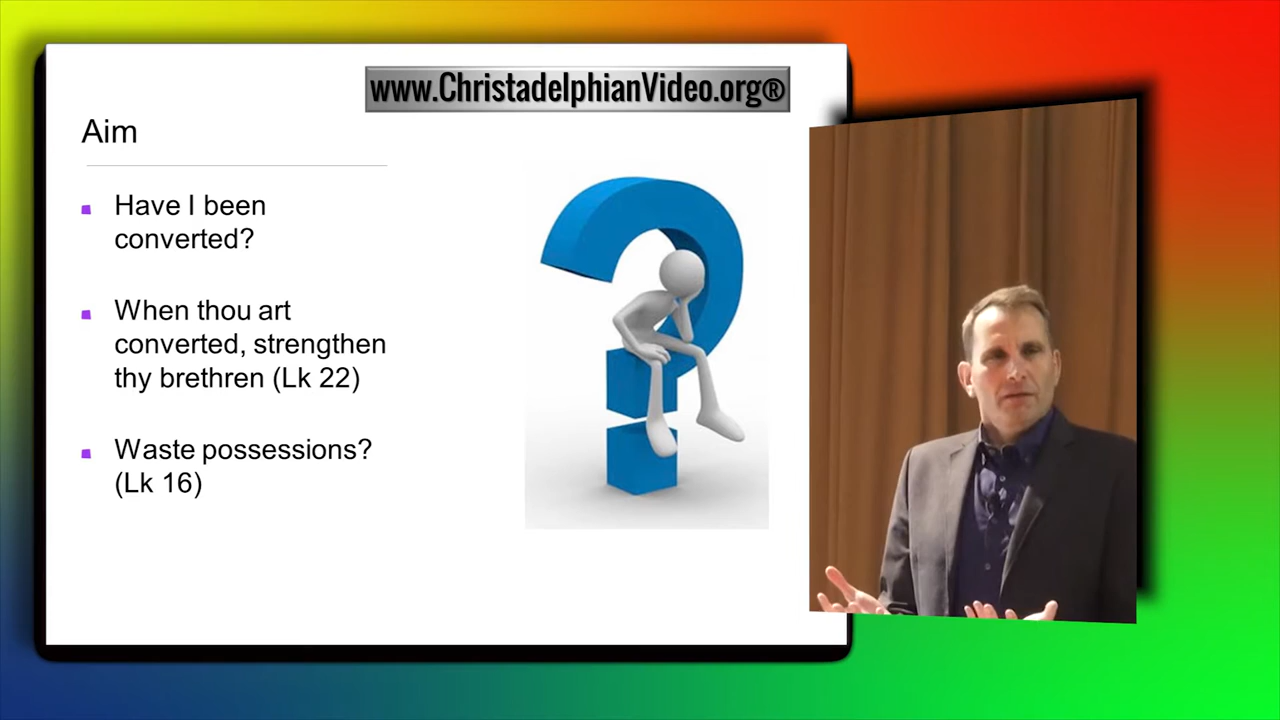 www.ChristadelphianVideo.org®
Aim
Have I been
converted?
When thou art
converted, strengthen
thy brethren (Lk 22)
Waste possessions?
(Lk 16)